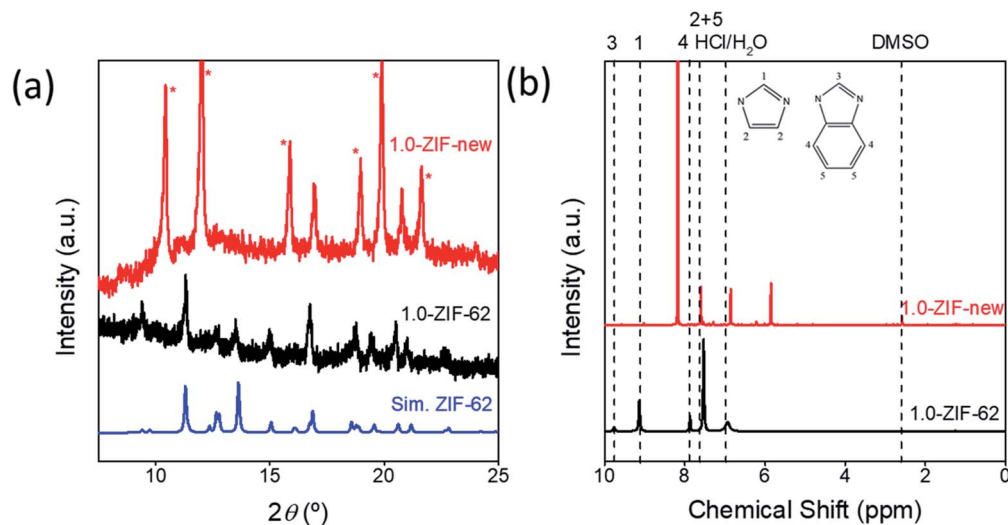 (a)
Intensity (a.u.)
*
*
*
*
*
*
1.0-ZIF-new
1.0-ZIF-62
Sim. ZIF-62
10 15 20 25
2θ (º)
(b)
2+5
3 1 4 HCl/H₂O DMSO
Intensity (a.u.)
1
N N
2 2
3
N N
4 4
5 5
1.0-ZIF-new
1.0-ZIF-62
10 8 6 4 2 0
Chemical Shift (ppm)